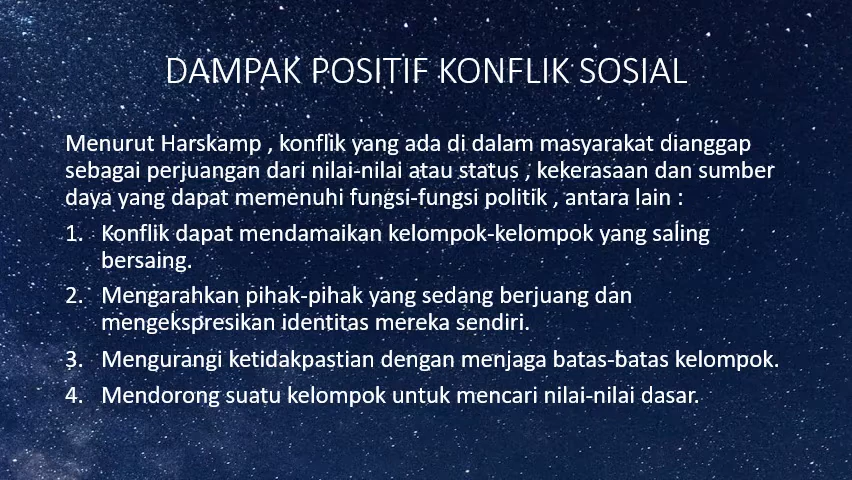 DAMPAK POSITIF KONFLIK SOSIAL
Menurut Harskamp , konflik yang ada di dalam masyarakat dianggap
sebagai perjuangan dari nilai-nilai atau status , kekerasaan dan sumber
daya yang dapat memenuhi fungsi-fungsi politik , antara lain :
1. Konflik dapat mendamaikan kelompok-kelompok yang saling
bersaing.
2. Mengarahkan pihak-pihak yang sedang berjuang dan
mengekspresikan identitas mereka sendiri.
3. Mengurangi ketidakpastian dengan menjaga batas-batas kelompok.
4. Mendorong suatu kelompok untuk mencari nilai-nilai dasar.